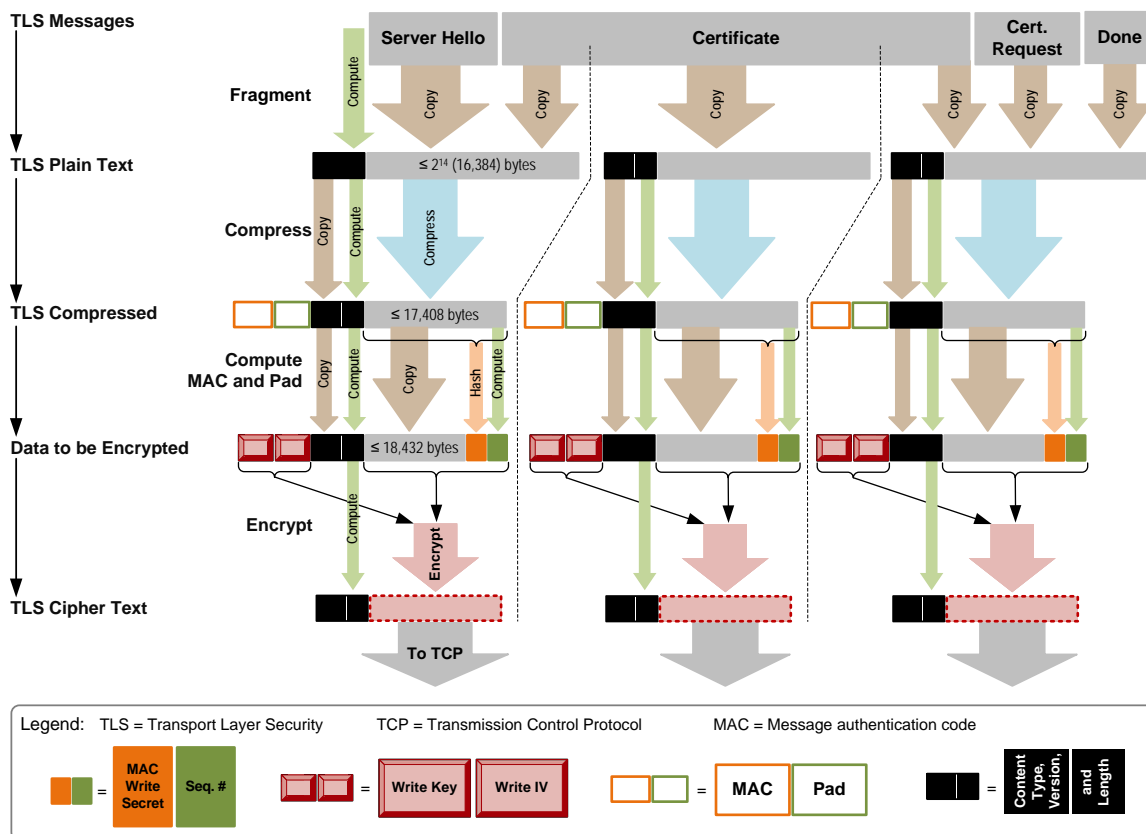 TLS Messages
Server Hello
Certificate
Cert.
Request
Done
Fragment
Compute
Copy
Copy
Copy
Copy
Copy
Copy
TLS Plain Text
≤ 2¹⁴ (16,384) bytes
Compress
Copy
Compute
Compress
TLS Compressed
≤ 17,408 bytes
Compute
MAC and Pad
Copy
Compute
Copy
Hash
Compute
Data to be Encrypted
≤ 18,432 bytes
Encrypt
Compute
Encrypt
TLS Cipher Text
To TCP
Legend: TLS = Transport Layer Security TCP = Transmission Control Protocol MAC = Message authentication code
=
MAC
Write
Secret
Seq. #
=
Write Key
Write IV
=
MAC
Pad
=
Content
Type,
Version,
and
Length